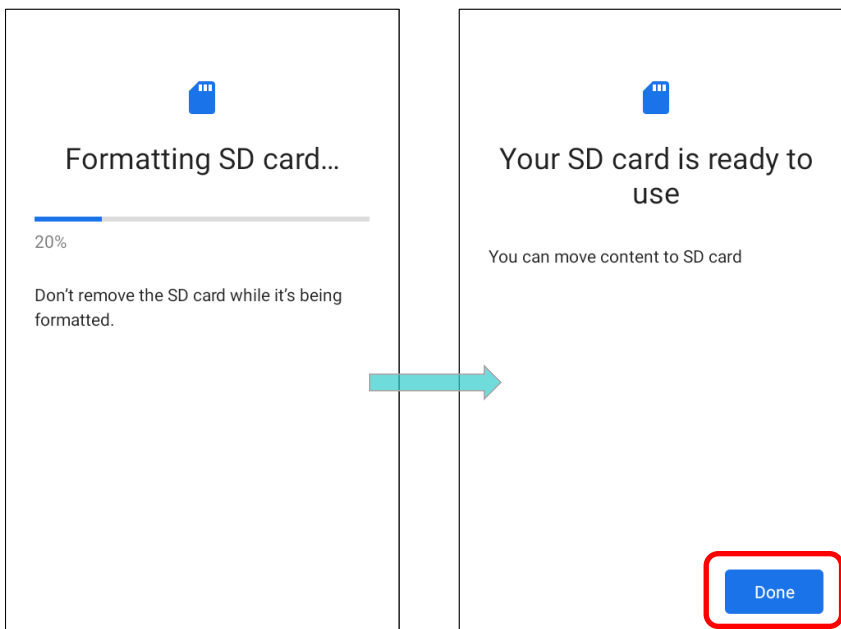 Formatting SD card…
20%
Don’t remove the SD card while it’s being
formatted.
Your SD card is ready to
use
You can move content to SD card
Done